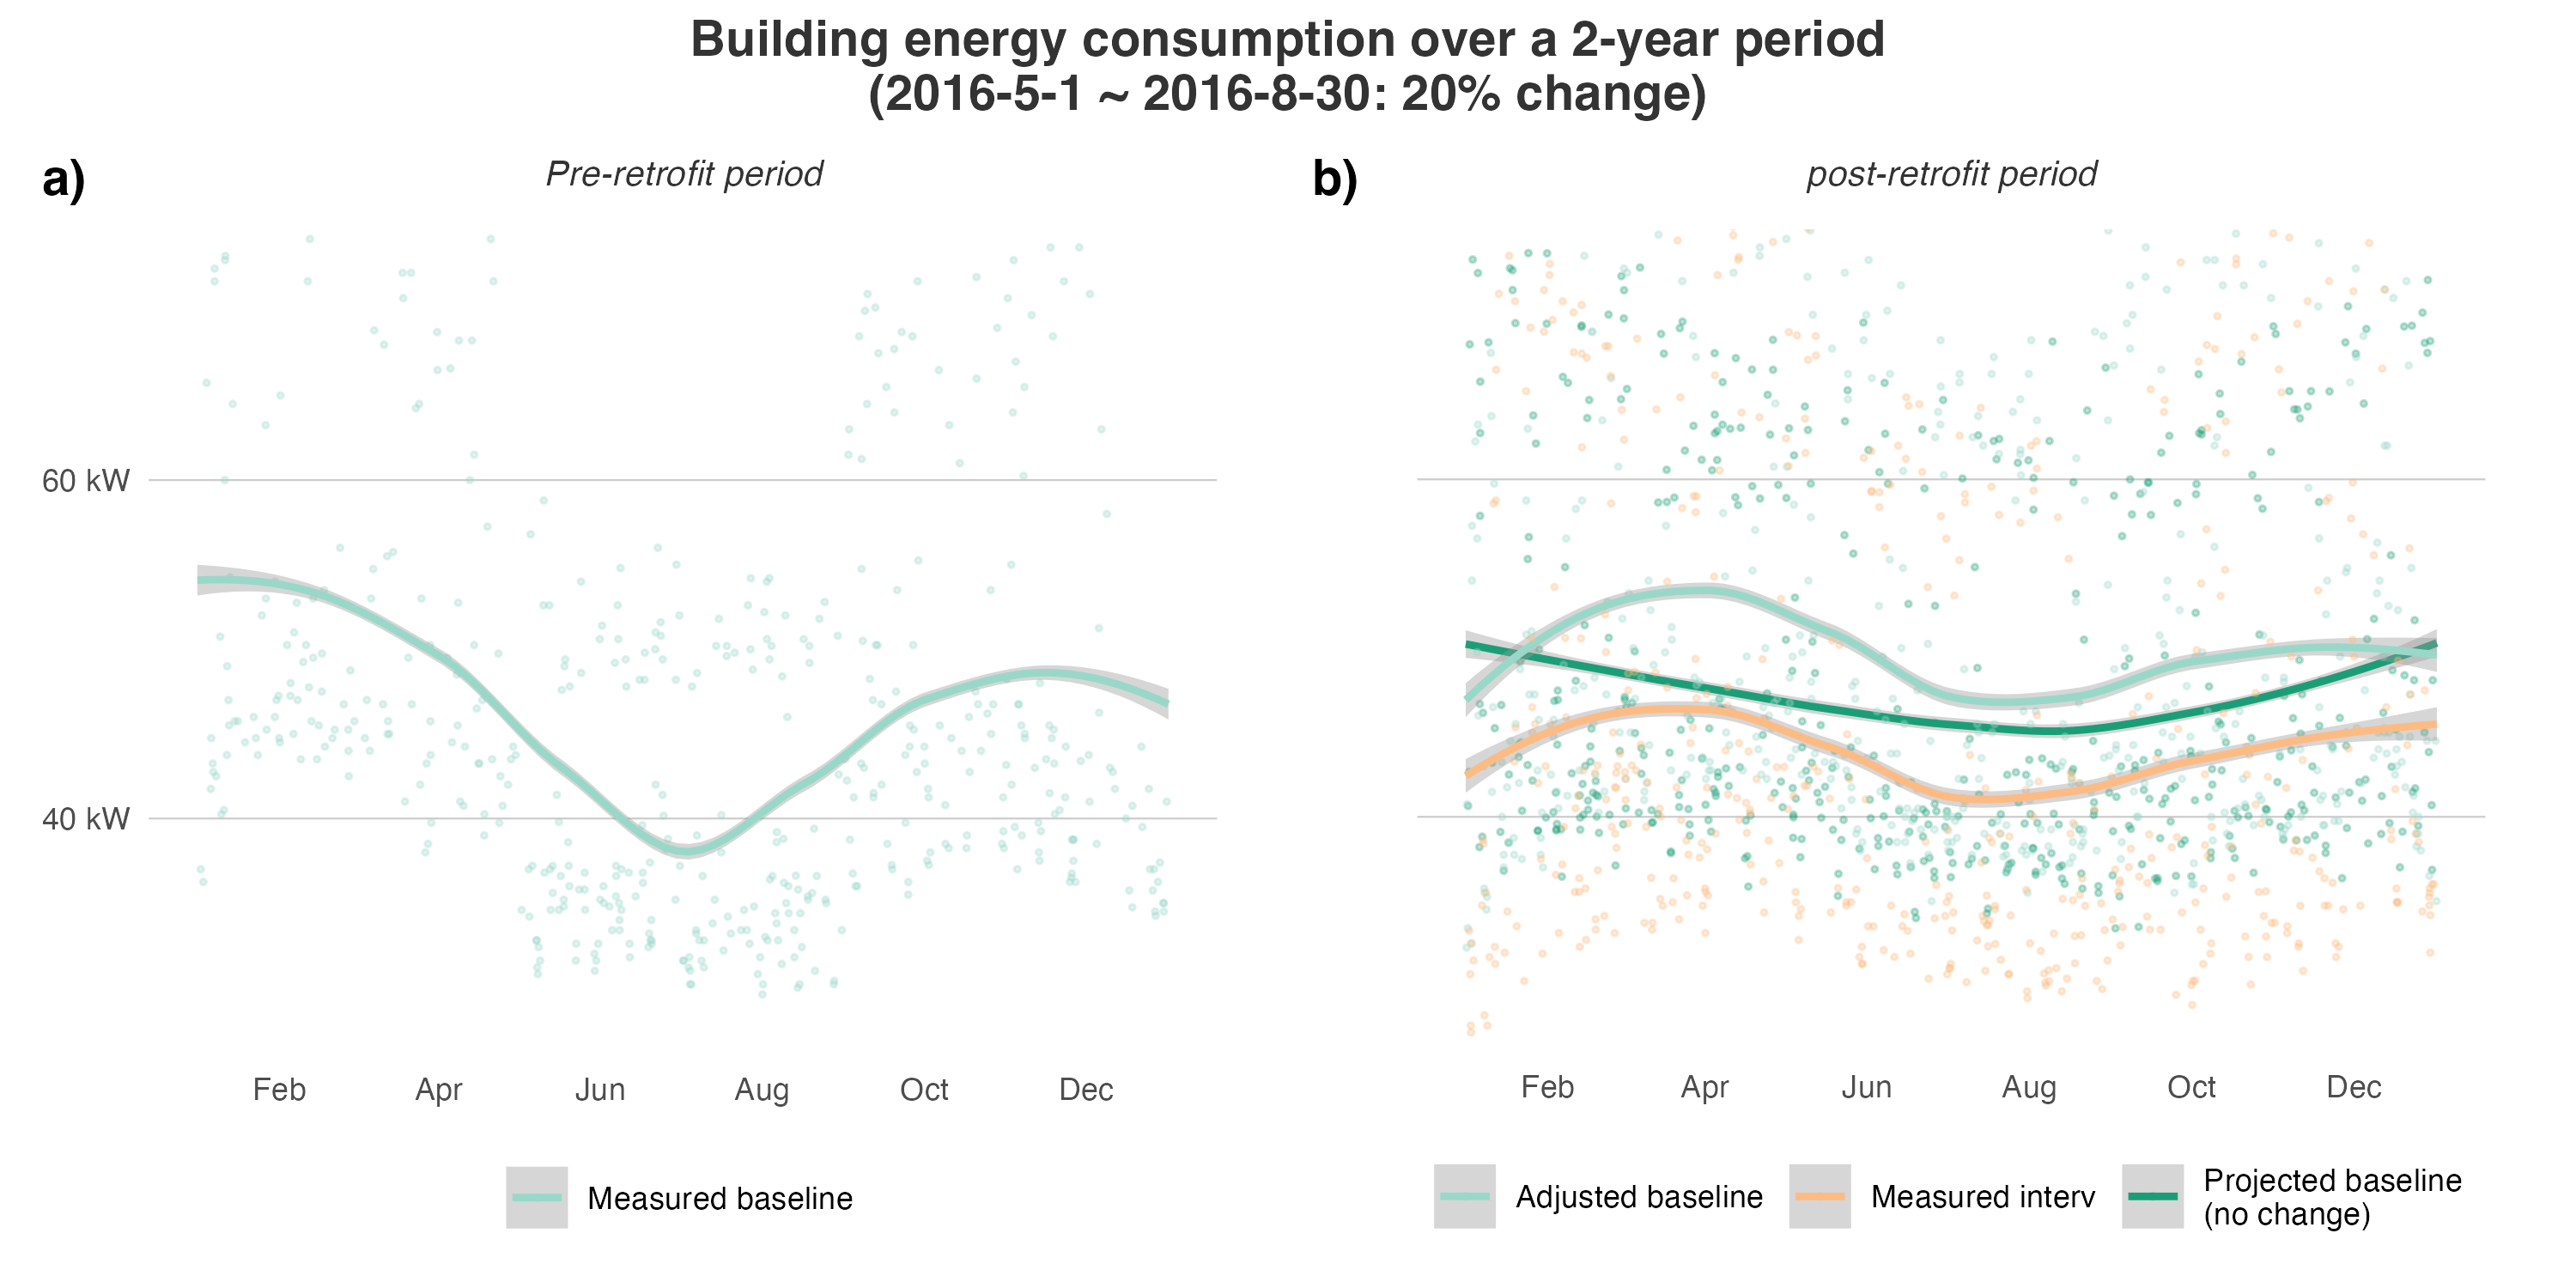 Building energy consumption over a 2-year period
(2016-5-1 ~ 2016-8-30: 20% change)
a)
Pre-retrofit period
60 kW
40 kW
Feb Apr Jun Aug Oct Dec
Measured baseline
b)
post-retrofit period
Feb Apr Jun Aug Oct Dec
Adjusted baseline
Measured interv
Projected baseline
(no change)